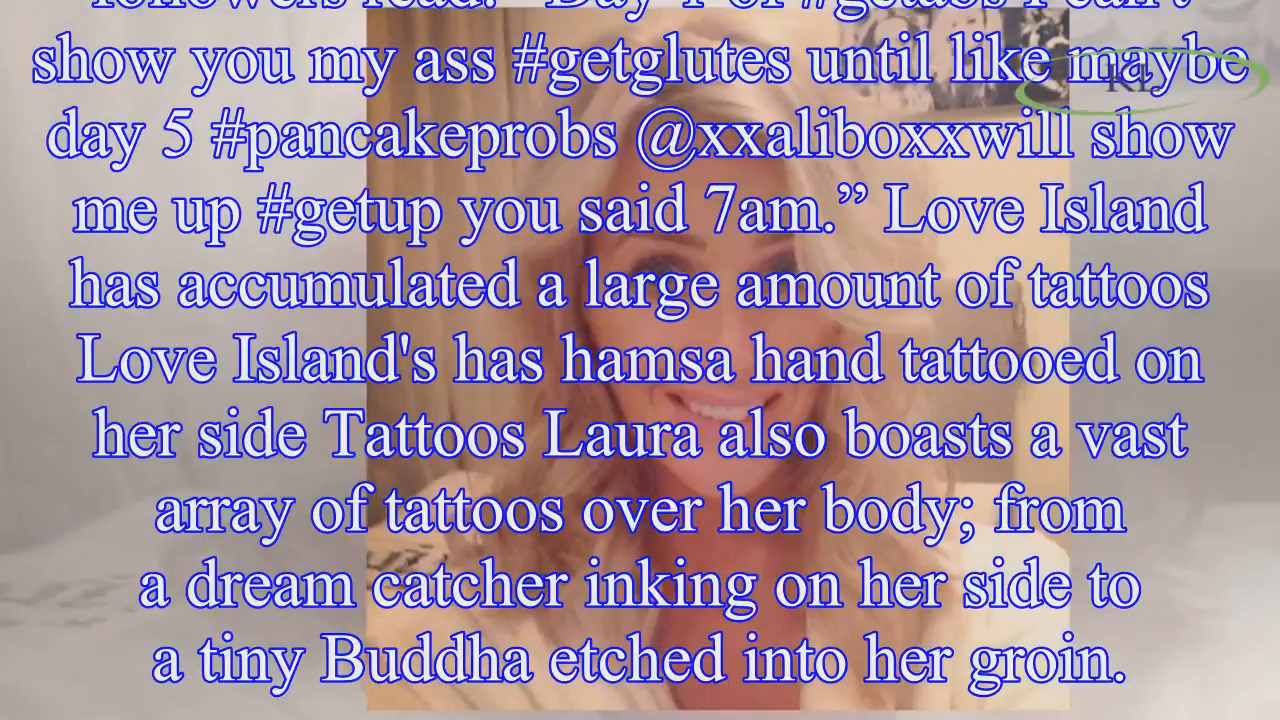 followers read: “Day 1 of #getabs I can't
show you my ass #getglutes until like maybe
day 5 #pancakeprobs @xxaliboxxwill show
me up #getup you said 7am.” Love Island
has accumulated a large amount of tattoos
Love Island's has hamsa hand tattooed on
her side Tattoos Laura also boasts a vast
array of tattoos over her body; from
a dream catcher inking on her side to
a tiny Buddha etched into her groin.